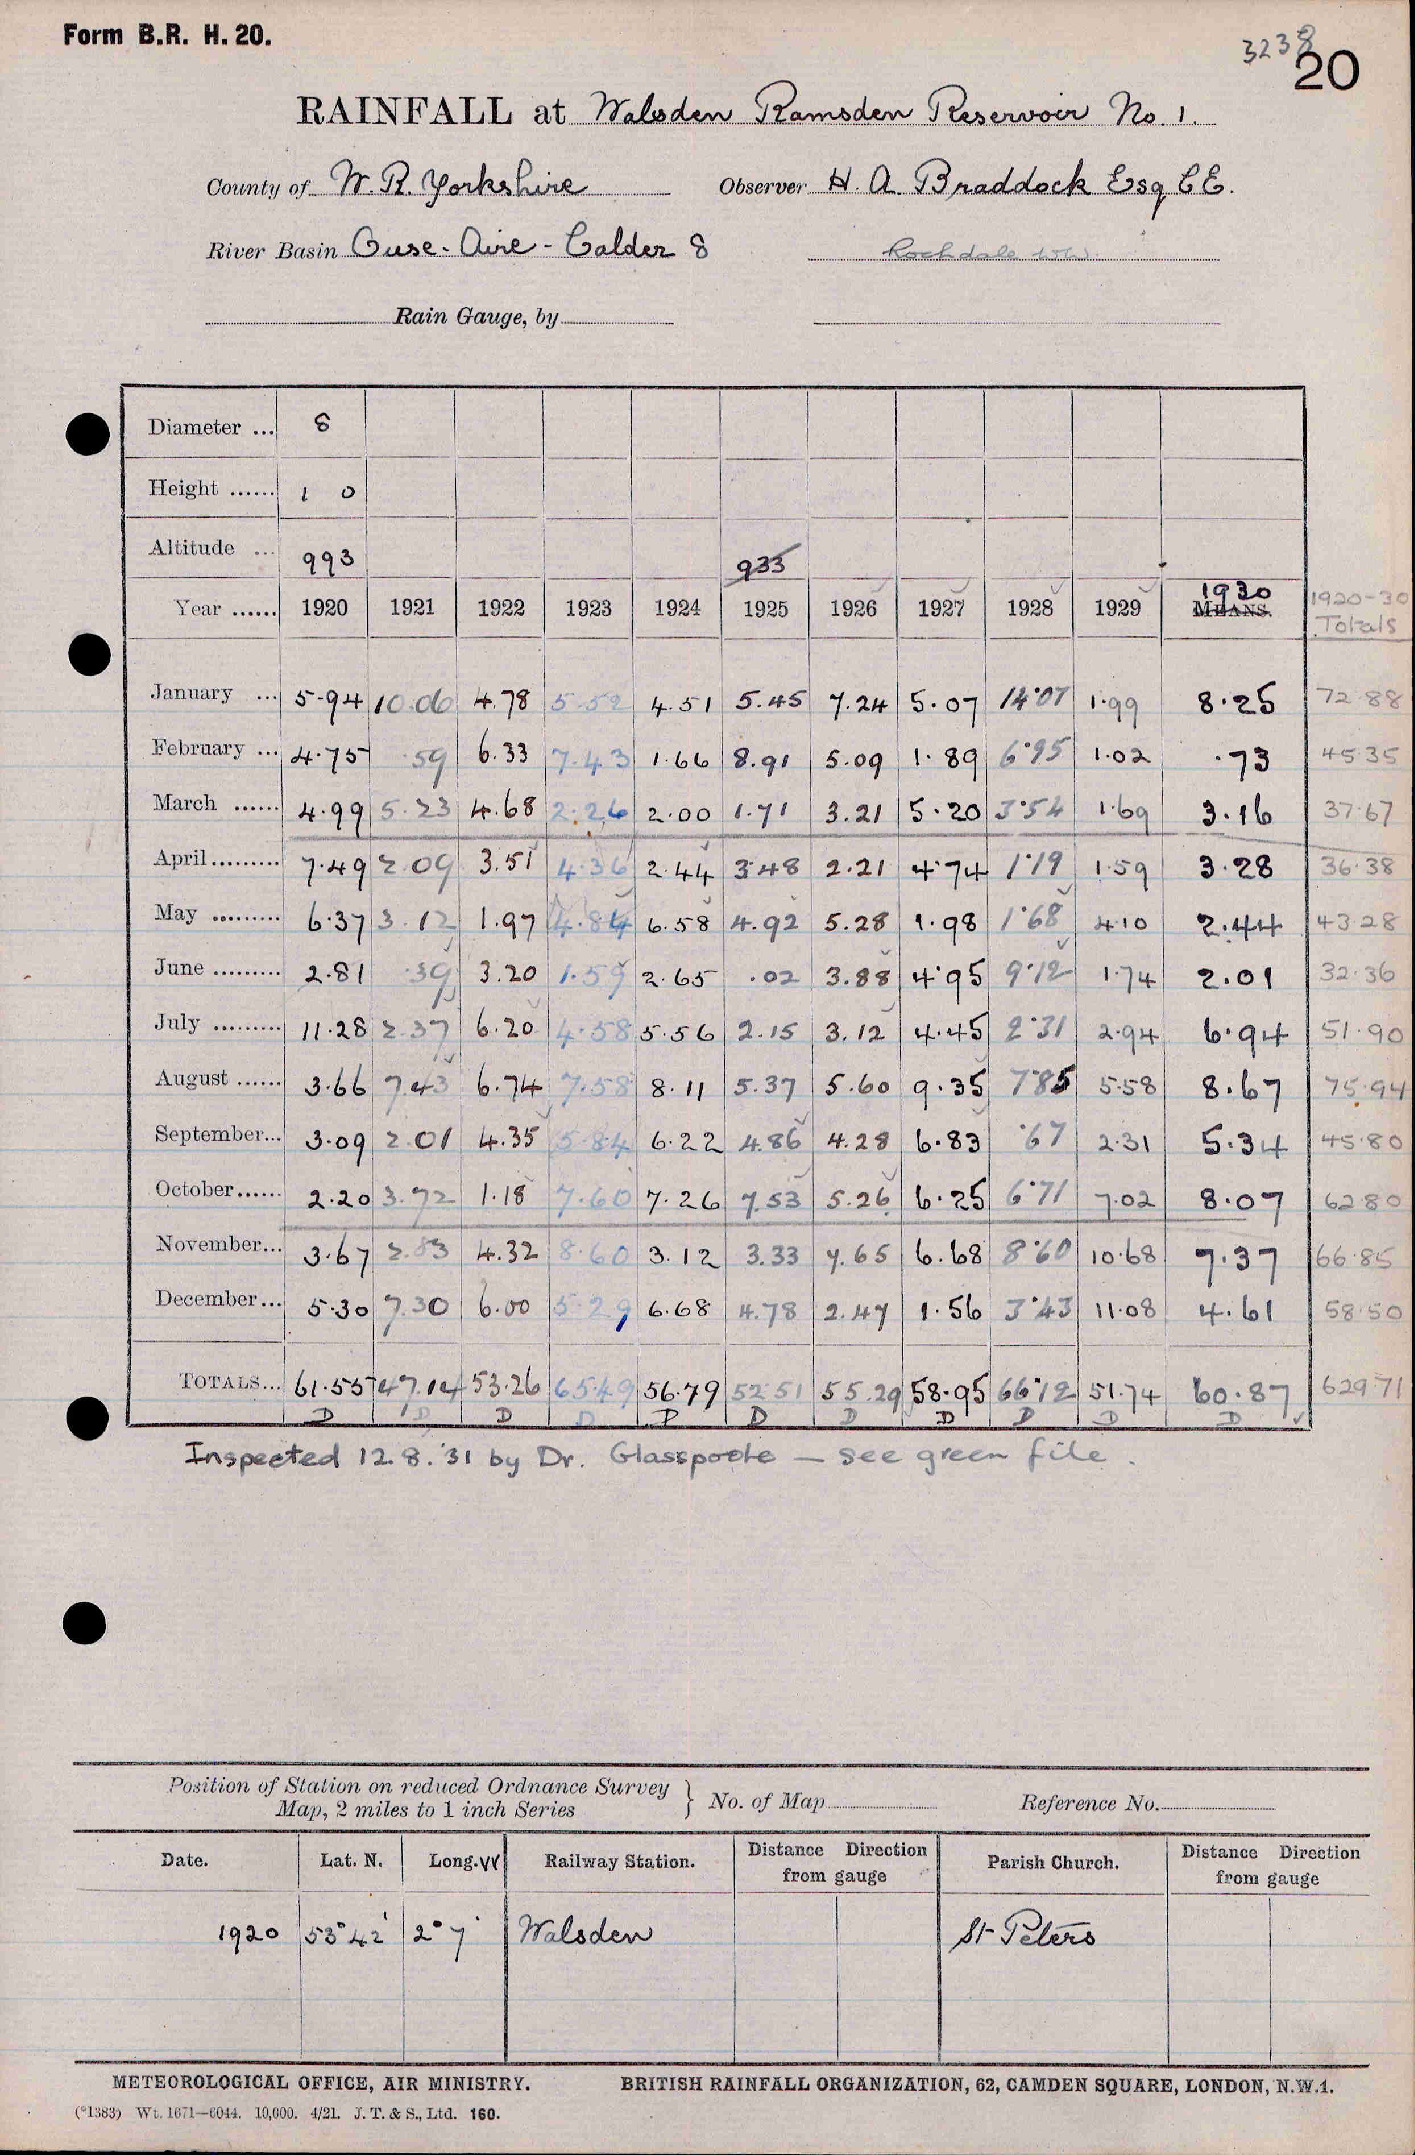 Form B.R. H. 20.
3238
20
RAINFALL at Walsden Ramsden Reservoir No. 1.
County of W. R. Yorkshire Observer H. A. Braddock Esq C E.
River Basin Ouse - Aire - Calder 8 Rochdale W.W.
Rain Gauge, by
Diameter ... 8
Height ...... 1 0
Altitude ... 993 933
Year ...... 1920 1921 1922 1923 1924 1925 1926 1927 1928 1929 MEANS. 1930 1920-30 Totals
January ... 5.94 10.06 4.78 5.52 4.51 5.45 7.24 5.07 14.07 1.99 8.25 72.88
February ... 4.75 .59 6.33 7.43 1.66 8.91 5.09 1.89 6.95 1.02 .73 45.35
March ...... 4.99 5.23 4.68 2.26 2.00 1.71 3.21 5.20 3.54 1.69 3.16 37.67
April ......... 7.49 2.09 3.51 4.36 2.44 3.48 2.21 4.74 1.19 1.59 3.28 36.38
May ......... 6.37 3.12 1.97 4.84 6.58 4.92 5.28 1.98 1.68 4.10 2.44 43.28
June ......... 2.81 .39 3.20 1.59 2.65 .02 3.88 4.95 9.12 1.74 2.01 32.36
July ......... 11.28 2.37 6.20 4.58 5.56 2.15 3.12 4.45 2.31 2.94 6.94 51.90
August ...... 3.66 7.43 6.74 7.58 8.11 5.37 5.60 9.35 7.85 5.58 8.67 75.94
September... 3.09 2.01 4.35 5.84 6.22 4.86 4.28 6.83 .67 2.31 5.34 45.80
October...... 2.20 3.72 1.18 7.60 7.26 7.53 5.26 6.25 6.71 7.02 8.07 62.80
November... 3.67 2.83 4.32 8.60 3.12 3.33 7.65 6.68 8.60 10.68 7.37 66.85
December... 5.30 7.30 6.00 5.29 6.68 4.78 2.47 1.56 3.43 11.08 4.61 58.50
TOTALS... 61.55 47.14 53.26 65.49 56.79 52.51 55.29 58.95 66.12 51.74 60.87 629.71
D D D D D D D D D D D
Inspected 12.8.'31 by Dr. Glasspoole — see green file.
Position of Station on reduced Ordnance Survey
Map, 2 miles to 1 inch Series } No. of Map Reference No.
Date. Lat. N. Long. W Railway Station. Distance Direction from gauge Parish Church. Distance Direction from gauge
1920 53° 42' 2° 7' Walsden St Peters
METEOROLOGICAL OFFICE, AIR MINISTRY. BRITISH RAINFALL ORGANIZATION, 62, CAMDEN SQUARE, LONDON, N.W.1.
(*1383) Wt. 1671—6044. 10,000. 4/21. J. T. & S., Ltd. 160.